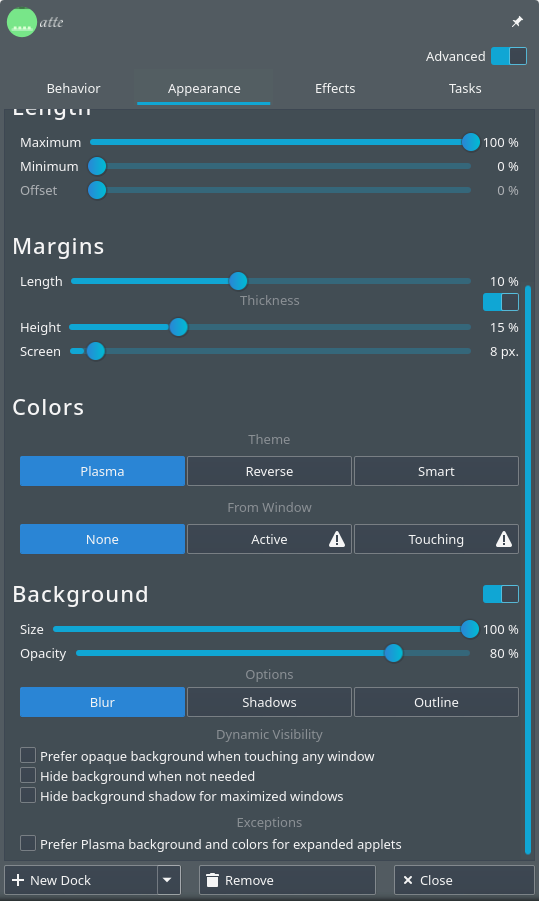 atte
Advanced
Behavior Appearance Effects Tasks
Length
Maximum 100 %
Minimum 0 %
Offset 0 %
Margins
Length 10 %
Thickness
Height 15 %
Screen 8 px.
Colors
Theme
Plasma Reverse Smart
From Window
None Active Touching
Background
Size 100 %
Opacity 80 %
Options
Blur Shadows Outline
Dynamic Visibility
Prefer opaque background when touching any window
Hide background when not needed
Hide background shadow for maximized windows
Exceptions
Prefer Plasma background and colors for expanded applets
New Dock Remove Close